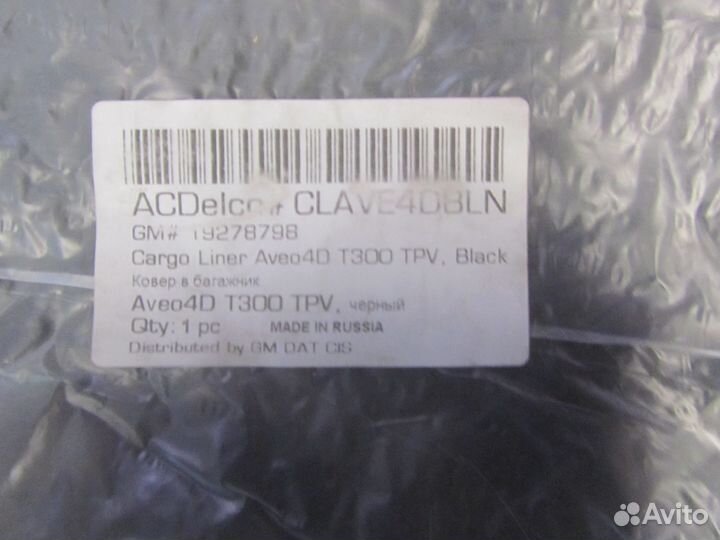 ACDelco# CLAVE4DBLN
GM# 19278798
Cargo Liner Aveo4D T300 TPV, Black
Ковер в багажник
Aveo4D T300 TPV, черный
Qty: 1 pc MADE IN RUSSIA
Distributed by GM DAT CIS
Avito